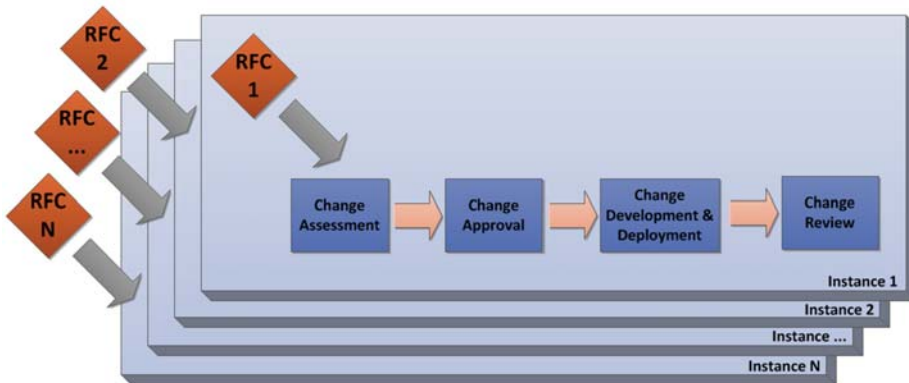 RFC
2
RFC
1
RFC
...
RFC
N
Change
Assessment
Change
Approval
Change
Development &
Deployment
Change
Review
Instance 1
Instance 2
Instance ...
Instance N